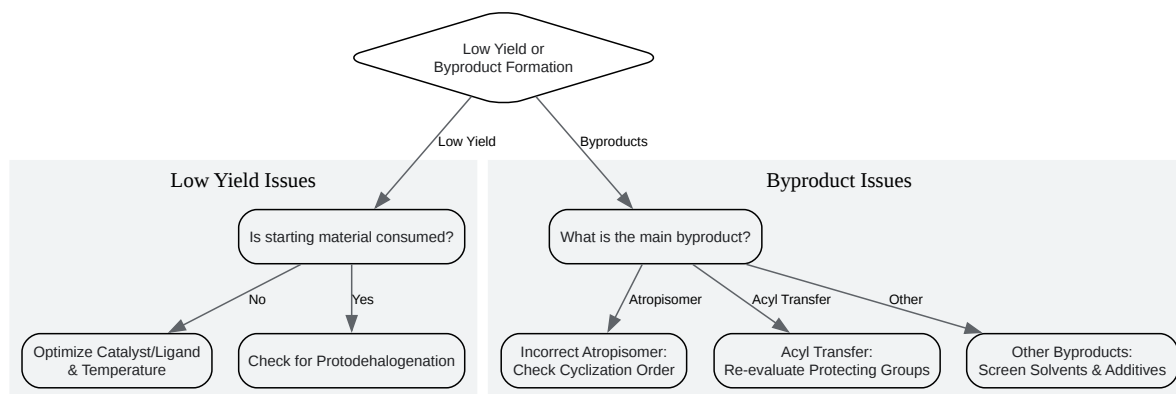 Low Yield or
Byproduct Formation
Low Yield
Byproducts
Low Yield Issues
Byproduct Issues
Is starting material consumed?
What is the main byproduct?
No
Yes
Atropisomer
Acyl Transfer
Other
Optimize Catalyst/Ligand
& Temperature
Check for Protodehalogenation
Incorrect Atropisomer:
Check Cyclization Order
Acyl Transfer:
Re-evaluate Protecting Groups
Other Byproducts:
Screen Solvents & Additives